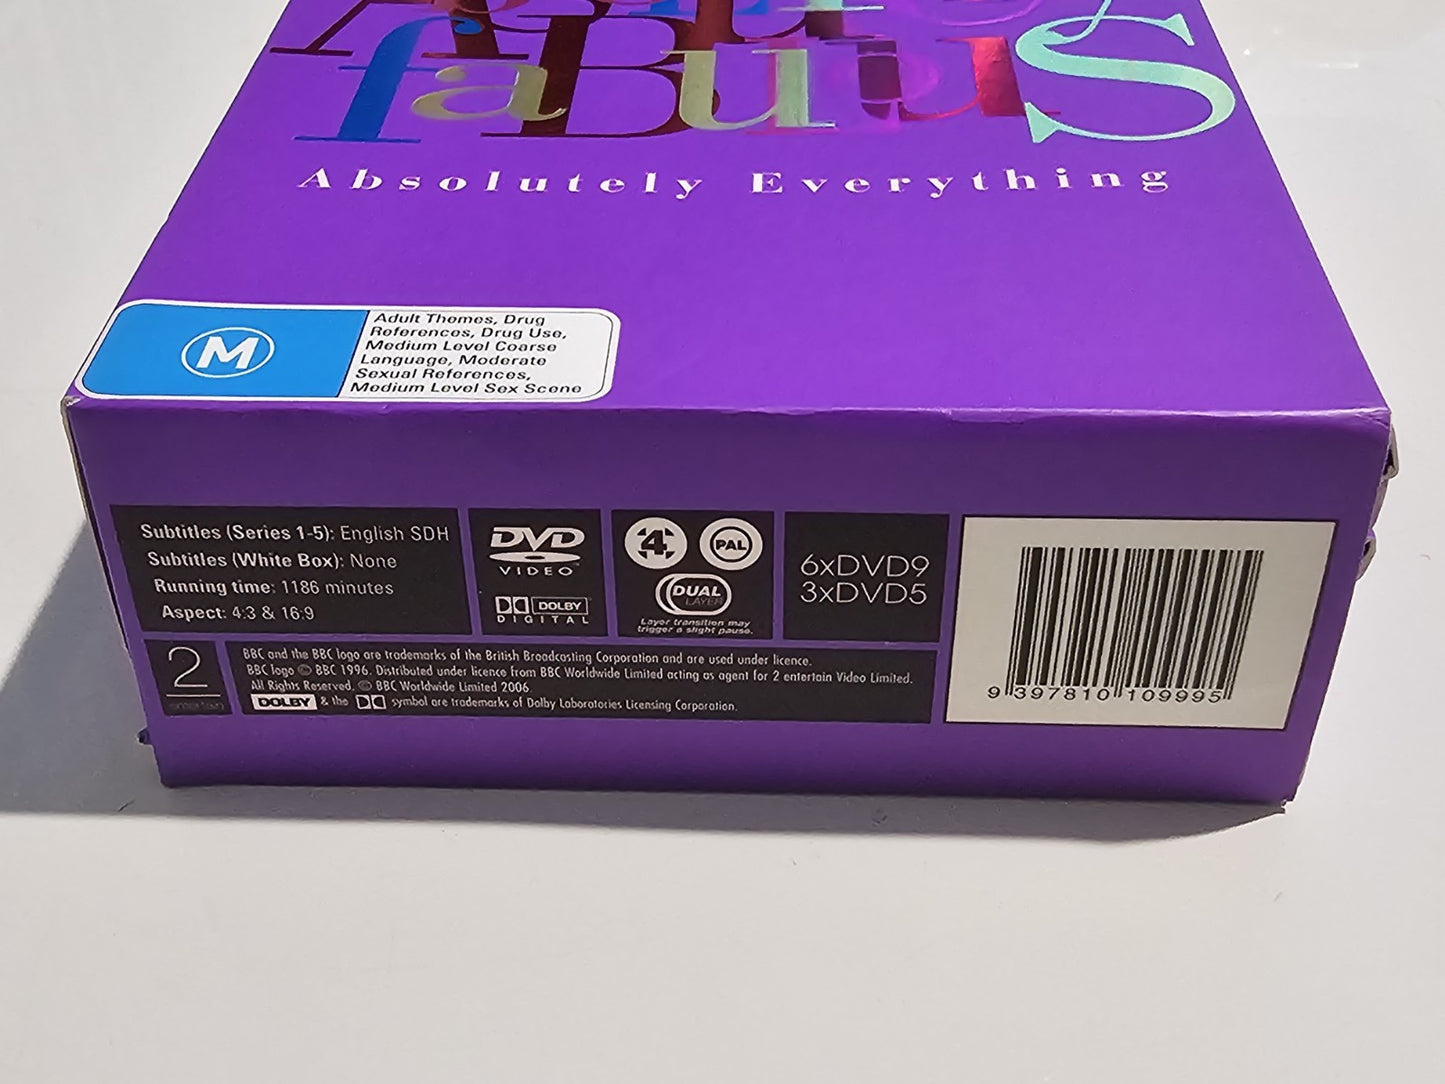 fabulous
Absolutely Everything
M
Adult Themes, Drug
References, Drug Use,
Medium Level Coarse
Language, Moderate
Sexual References,
Medium Level Sex Scene
Subtitles (Series 1-5): English SDH
Subtitles (White Box): None
Running time: 1186 minutes
Aspect: 4:3 & 16:9
DVD
VIDEO™
DOLBY
DIGITAL
4
PAL
DUAL
LAYER
Layer transition may
trigger a slight pause.
6xDVD9
3xDVD5
2
entertain
BBC and the BBC logo are trademarks of the British Broadcasting Corporation and are used under licence.
BBC logo © BBC 1996. Distributed under licence from BBC Worldwide Limited acting as agent for 2 entertain Video Limited.
All Rights Reserved. © BBC Worldwide Limited 2006.
DOLBY & the symbol are trademarks of Dolby Laboratories Licensing Corporation.
9 397810 109995